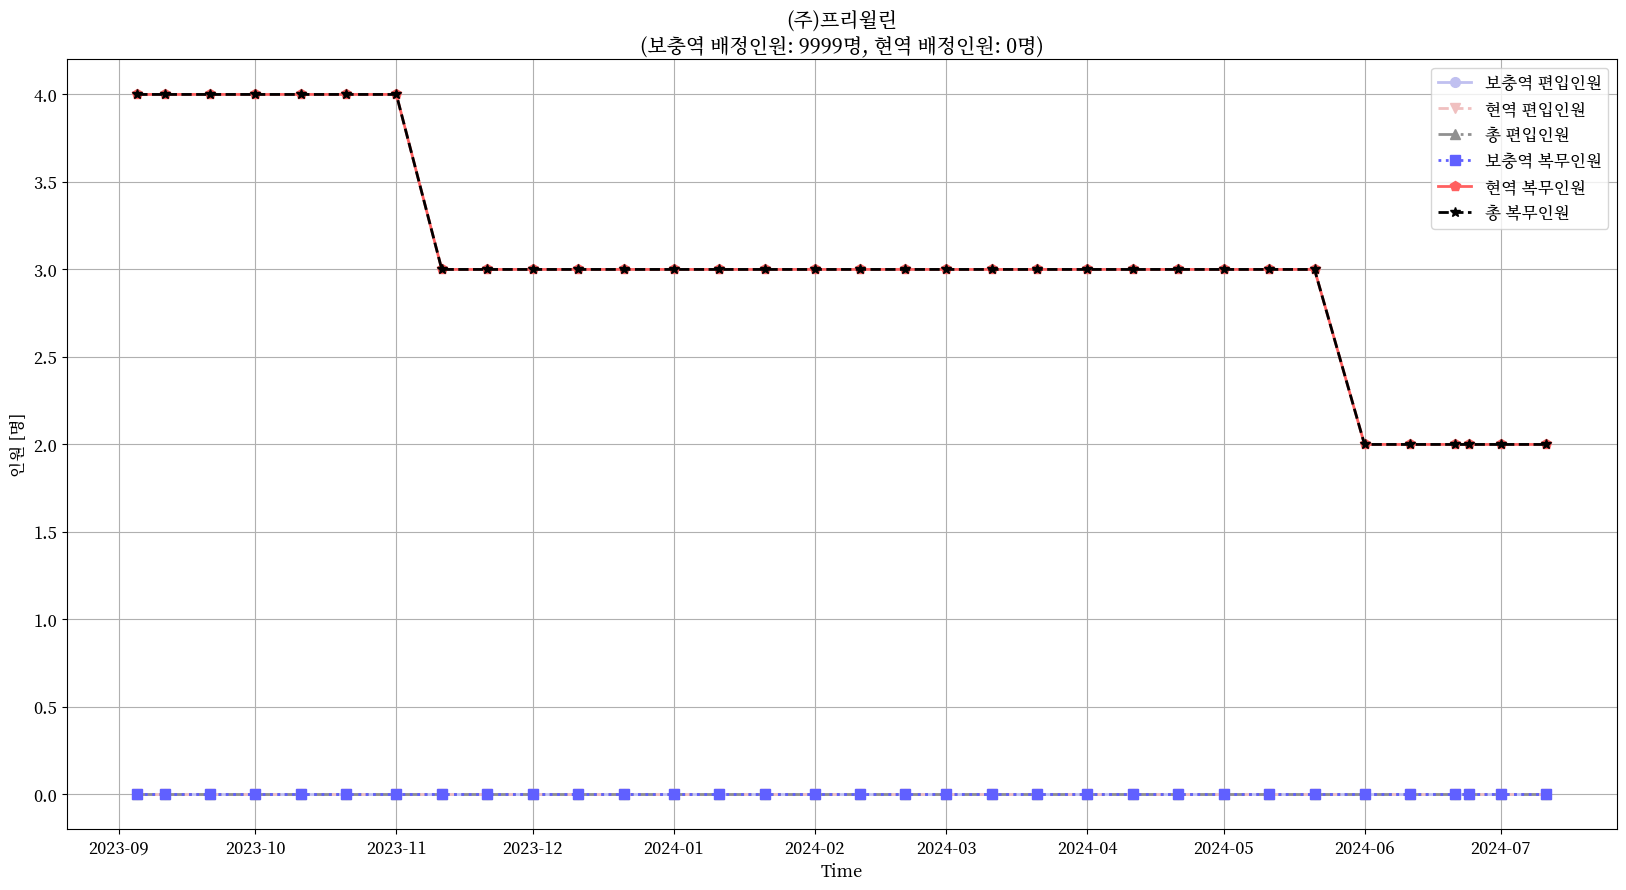 (주)프리윌린
(보충역 배정인원: 9999명, 현역 배정인원: 0명)
보충역 편입인원
현역 편입인원
총 편입인원
보충역 복무인원
현역 복무인원
총 복무인원
인원 [명]
4.0
3.5
3.0
2.5
2.0
1.5
1.0
0.5
0.0
2023-09 2023-10 2023-11 2023-12 2024-01 2024-02 2024-03 2024-04 2024-05 2024-06 2024-07
Time